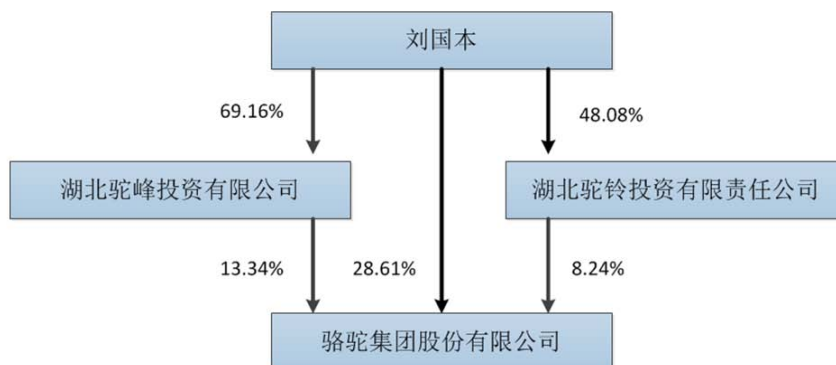 刘国本
69.16%
48.08%
湖北驼峰投资有限公司
湖北驼铃投资有限责任公司
13.34%
28.61%
8.24%
骆驼集团股份有限公司